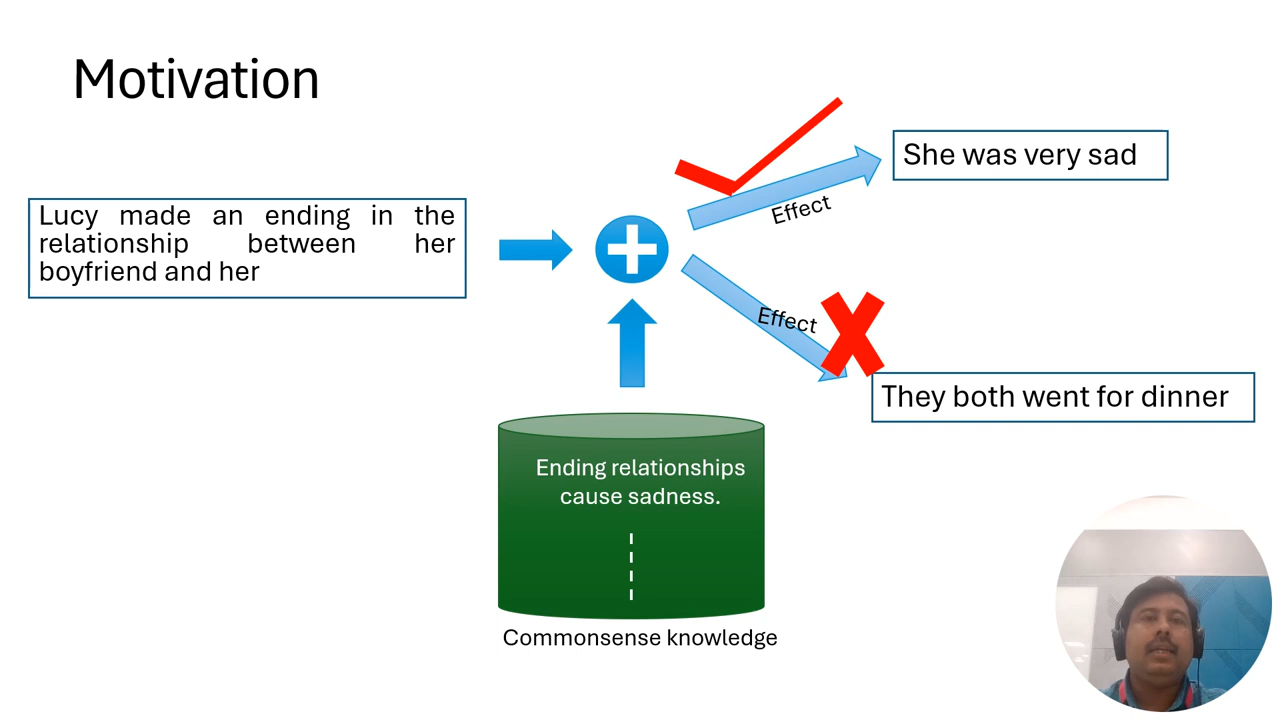 Motivation
Lucy made an ending in the
relationship between her
boyfriend and her
Effect
She was very sad
Effect
They both went for dinner
Ending relationships
cause sadness.
Commonsense knowledge